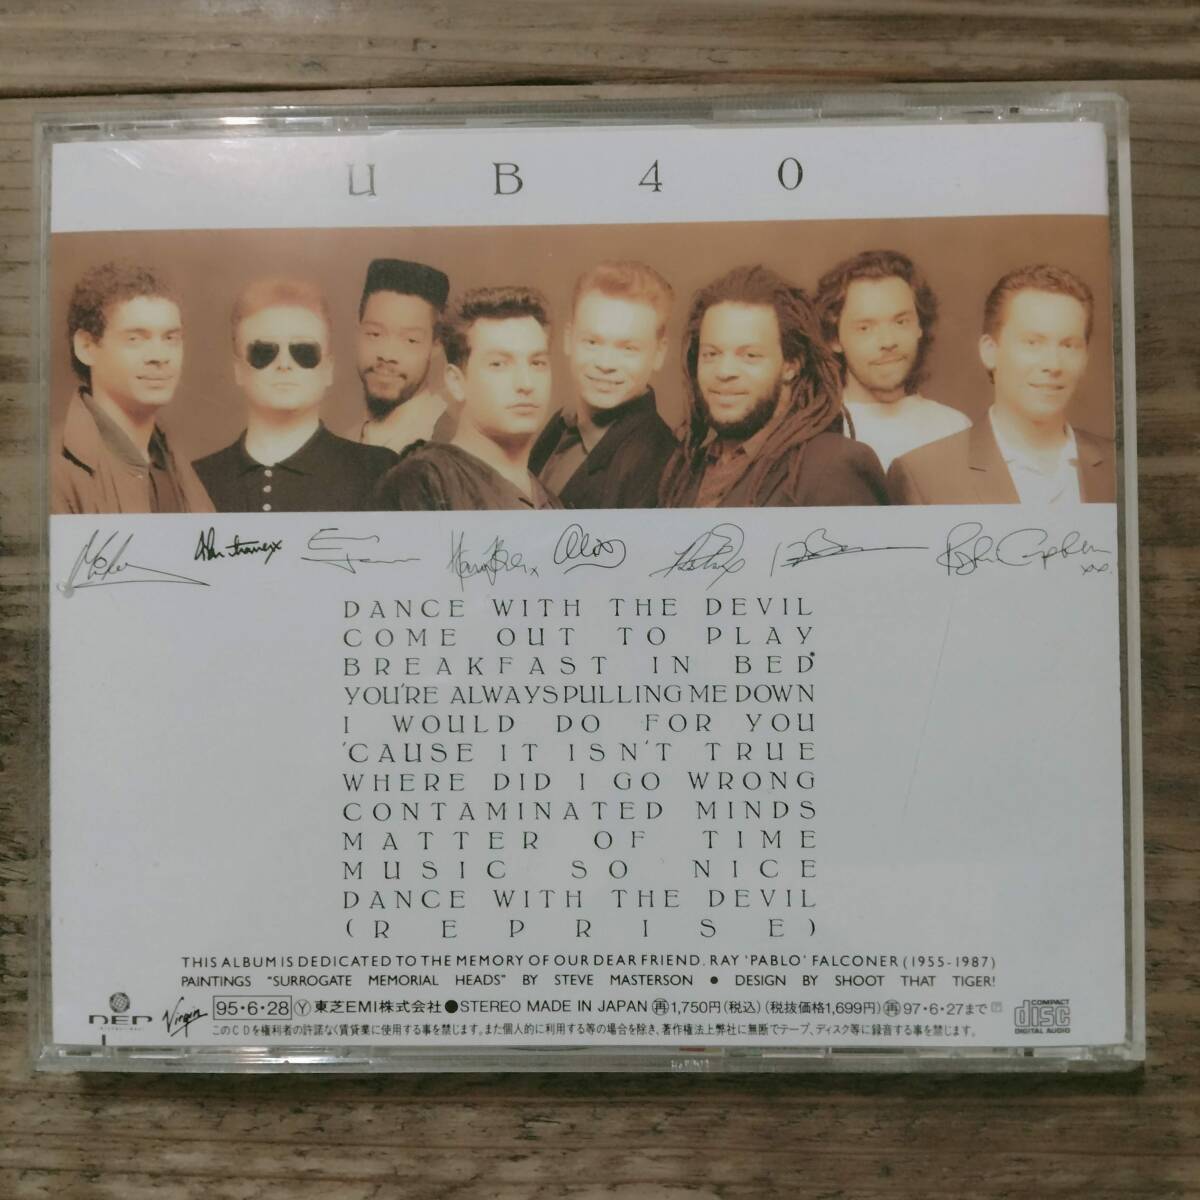 UB40
DANCE WITH THE DEVIL
COME OUT TO PLAY
BREAKFAST IN BED*
YOU'RE ALWAYS PULLING ME DOWN
I WOULD DO FOR YOU
'CAUSE IT ISN'T TRUE
WHERE DID I GO WRONG
CONTAMINATED MINDS
MATTER OF TIME
MUSIC SO NICE
DANCE WITH THE DEVIL
(REPRISE)
THIS ALBUM IS DEDICATED TO THE MEMORY OF OUR DEAR FRIEND, RAY 'PABLO' FALCONER (1955-1987)
PAINTINGS "SURROGATE MEMORIAL HEADS" BY STEVE MASTERSON ● DESIGN BY SHOOT THAT TIGER!
DEP Virgin 95・6・28 Ⓨ東芝EMI株式会社●STEREO MADE IN JAPAN 再1,750円(税込)(税抜価格1,699円)再97・6・27まで
このCDを権利者の許諾なく賃貸業に使用する事を禁じます。また個人的に利用する等の場合を除き、著作権法上弊社に無断でテープ、ディスク等に録音する事を禁じます。
COMPACT
disc
DIGITAL AUDIO